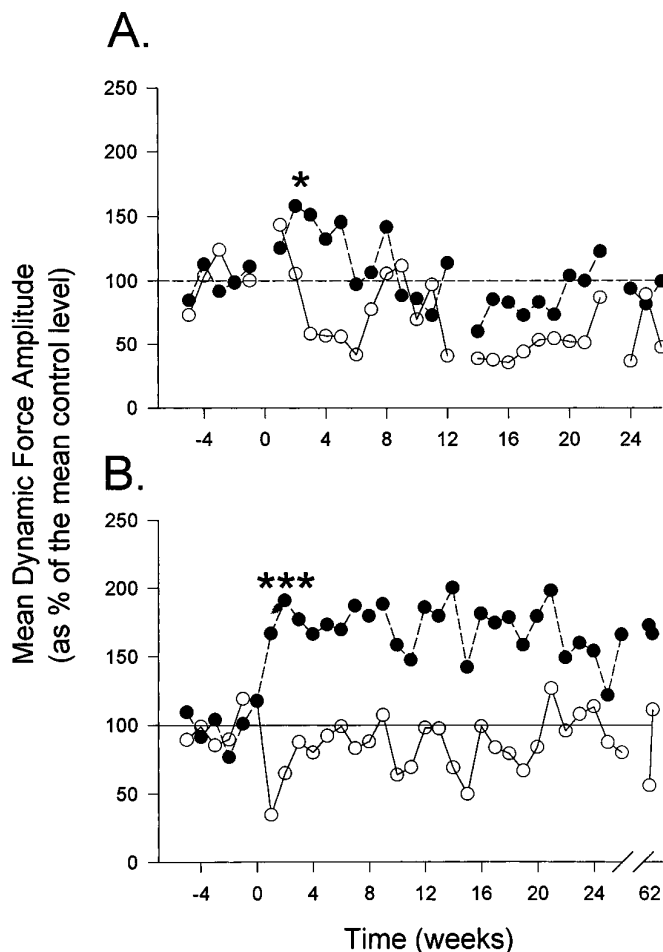 A.
250
200
150
100
50
0
*
-4 0 4 8 12 16 20 24
B.
250
200
150
100
50
0
***
-4 0 4 8 12 16 20 24 62
Mean Dynamic Force Amplitude
(as % of the mean control level)
Time (weeks)